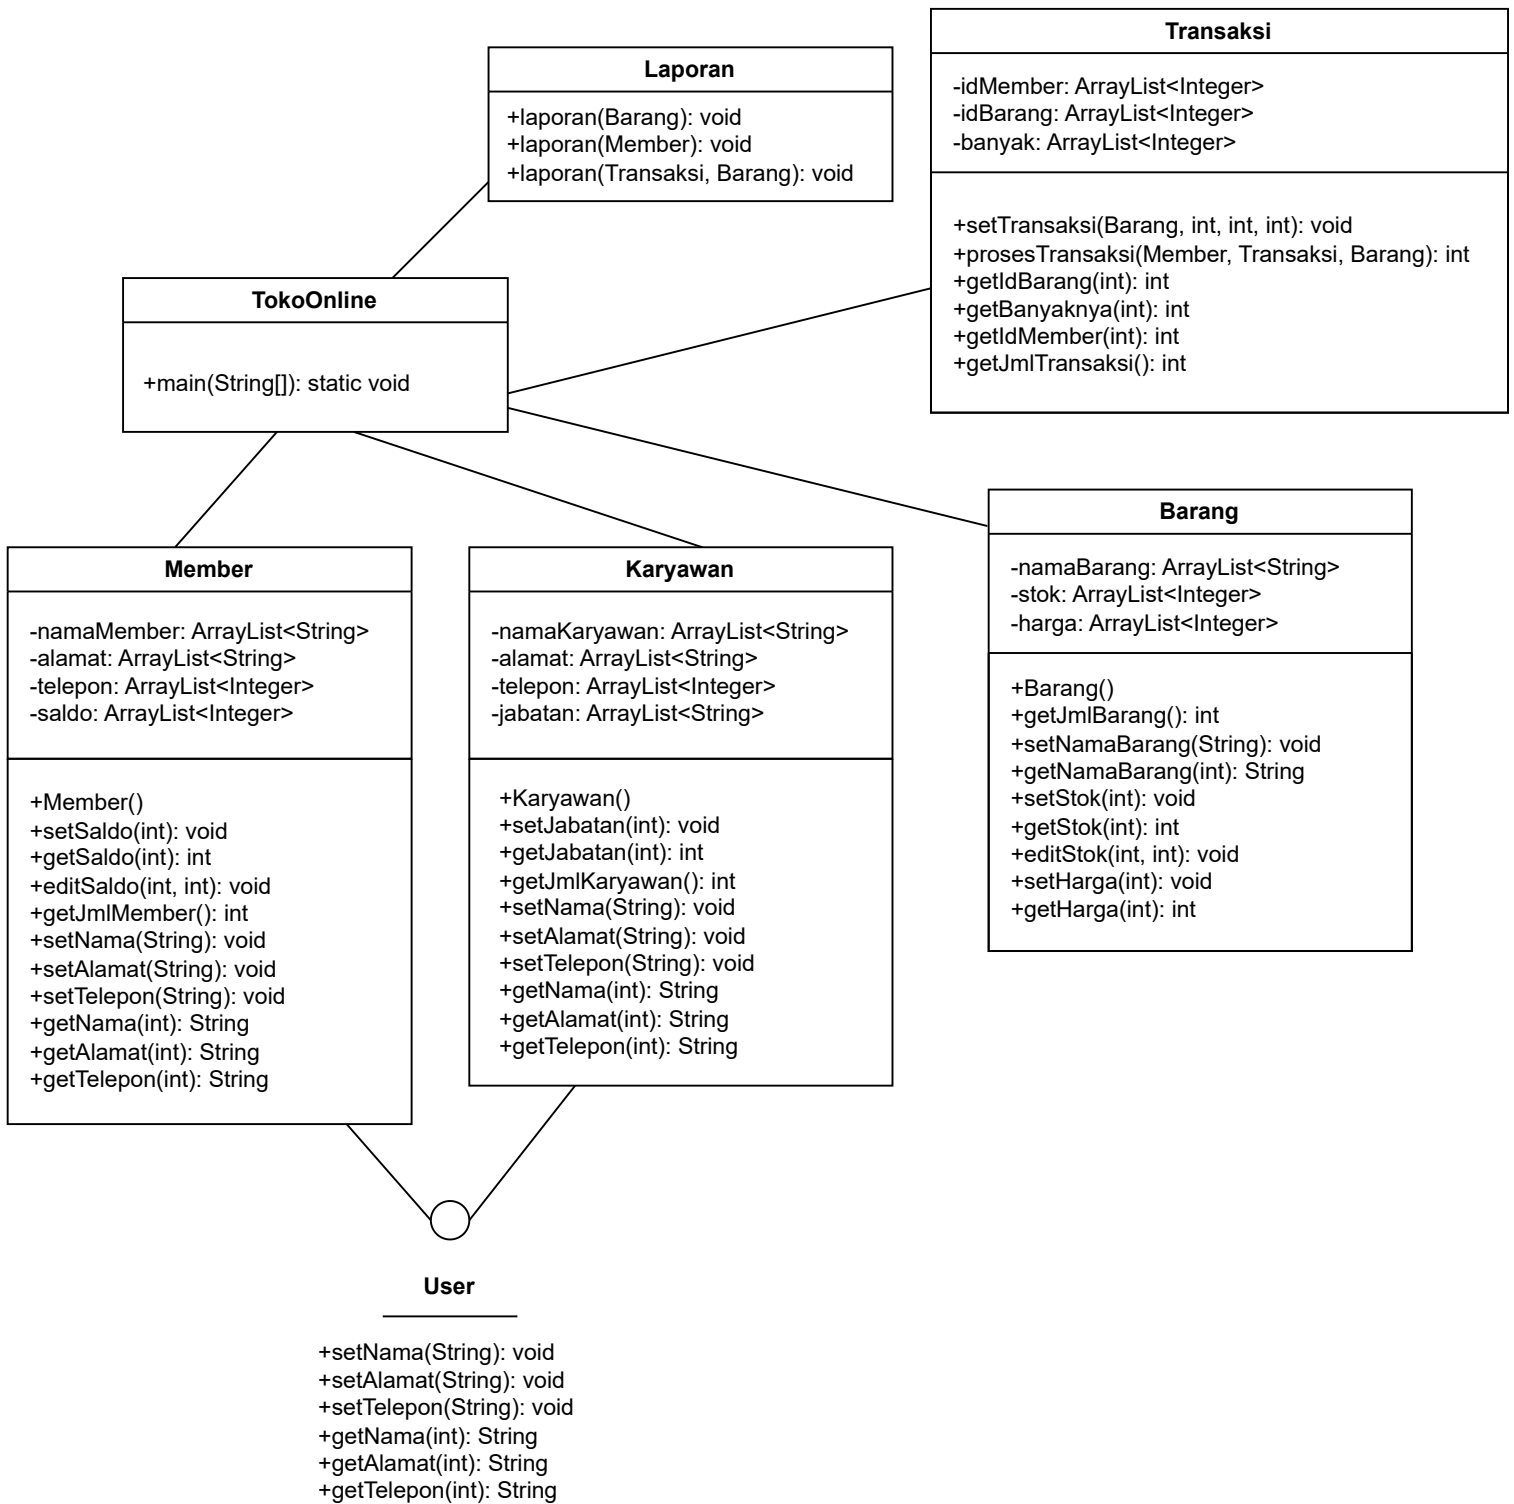 Transaksi
-idMember: ArrayList<Integer>
-idBarang: ArrayList<Integer>
-banyak: ArrayList<Integer>
+setTransaksi(Barang, int, int, int): void
+prosesTransaksi(Member, Transaksi, Barang): int
+getIdBarang(int): int
+getBanyaknya(int): int
+getIdMember(int): int
+getJmlTransaksi(): int
Laporan
+laporan(Barang): void
+laporan(Member): void
+laporan(Transaksi, Barang): void
TokoOnline
+main(String[]): static void
Member
-namaMember: ArrayList<String>
-alamat: ArrayList<String>
-telepon: ArrayList<Integer>
-saldo: ArrayList<Integer>
+Member()
+setSaldo(int): void
+getSaldo(int): int
+editSaldo(int, int): void
+getJmlMember(): int
+setNama(String): void
+setAlamat(String): void
+setTelepon(String): void
+getNama(int): String
+getAlamat(int): String
+getTelepon(int): String
Karyawan
-namaKaryawan: ArrayList<String>
-alamat: ArrayList<String>
-telepon: ArrayList<Integer>
-jabatan: ArrayList<String>
+Karyawan()
+setJabatan(int): void
+getJabatan(int): int
+getJmlKaryawan(): int
+setNama(String): void
+setAlamat(String): void
+setTelepon(String): void
+getNama(int): String
+getAlamat(int): String
+getTelepon(int): String
Barang
-namaBarang: ArrayList<String>
-stok: ArrayList<Integer>
-harga: ArrayList<Integer>
+Barang()
+getJmlBarang(): int
+setNamaBarang(String): void
+getNamaBarang(int): String
+setStok(int): void
+getStok(int): int
+editStok(int, int): void
+setHarga(int): void
+getHarga(int): int
User
+setNama(String): void
+setAlamat(String): void
+setTelepon(String): void
+getNama(int): String
+getAlamat(int): String
+getTelepon(int): String